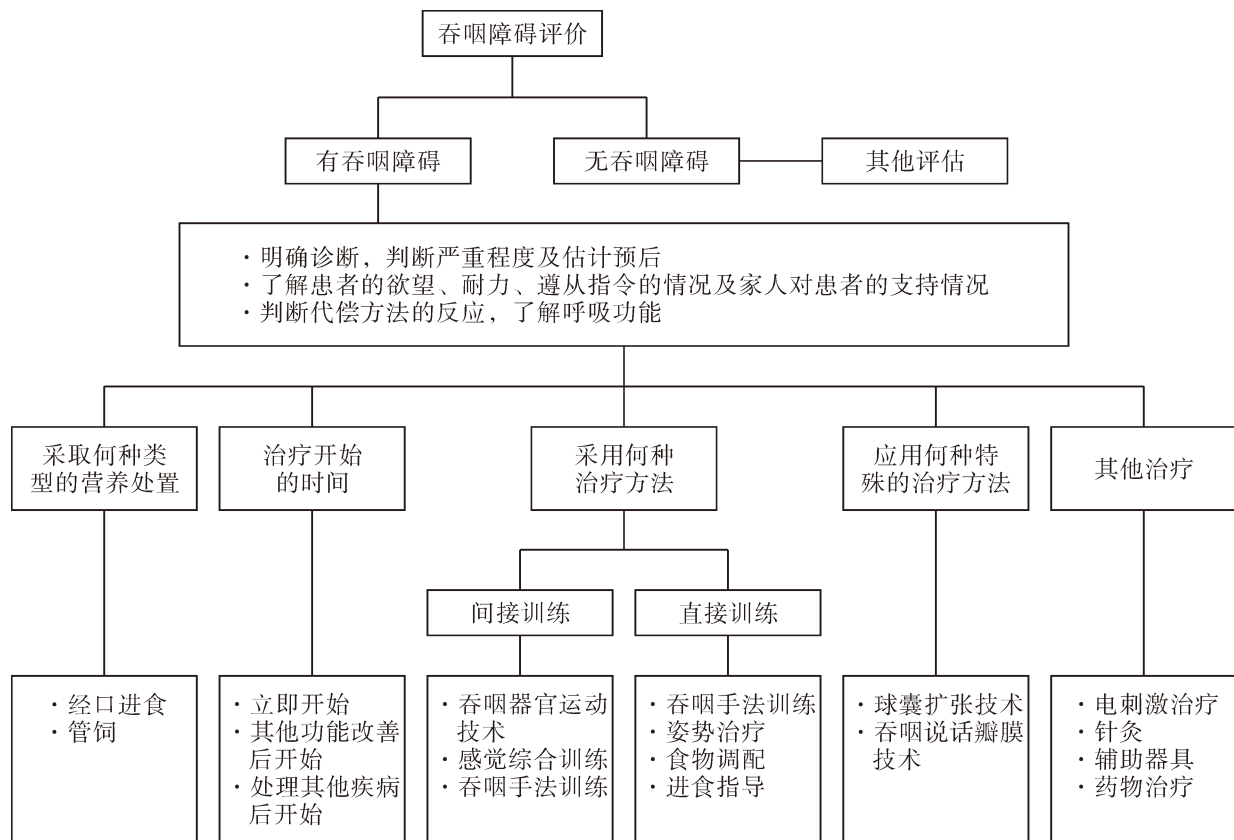 吞咽障碍评价
有吞咽障碍
无吞咽障碍
其他评估
·明确诊断，判断严重程度及估计预后
·了解患者的欲望、耐力、遵从指令的情况及家人对患者的支持情况
·判断代偿方法的反应，了解呼吸功能
采取何种类
型的营养处置
治疗开始
的时间
采用何种
治疗方法
应用何种特
殊的治疗方法
其他治疗
间接训练
直接训练
·经口进食
·管饲
·立即开始
·其他功能改善
后开始
·处理其他疾病
后开始
·吞咽器官运动
技术
·感觉综合训练
·吞咽手法训练
·吞咽手法训练
·姿势治疗
·食物调配
·进食指导
·球囊扩张技术
·吞咽说话瓣膜
技术
·电刺激治疗
·针灸
·辅助器具
·药物治疗